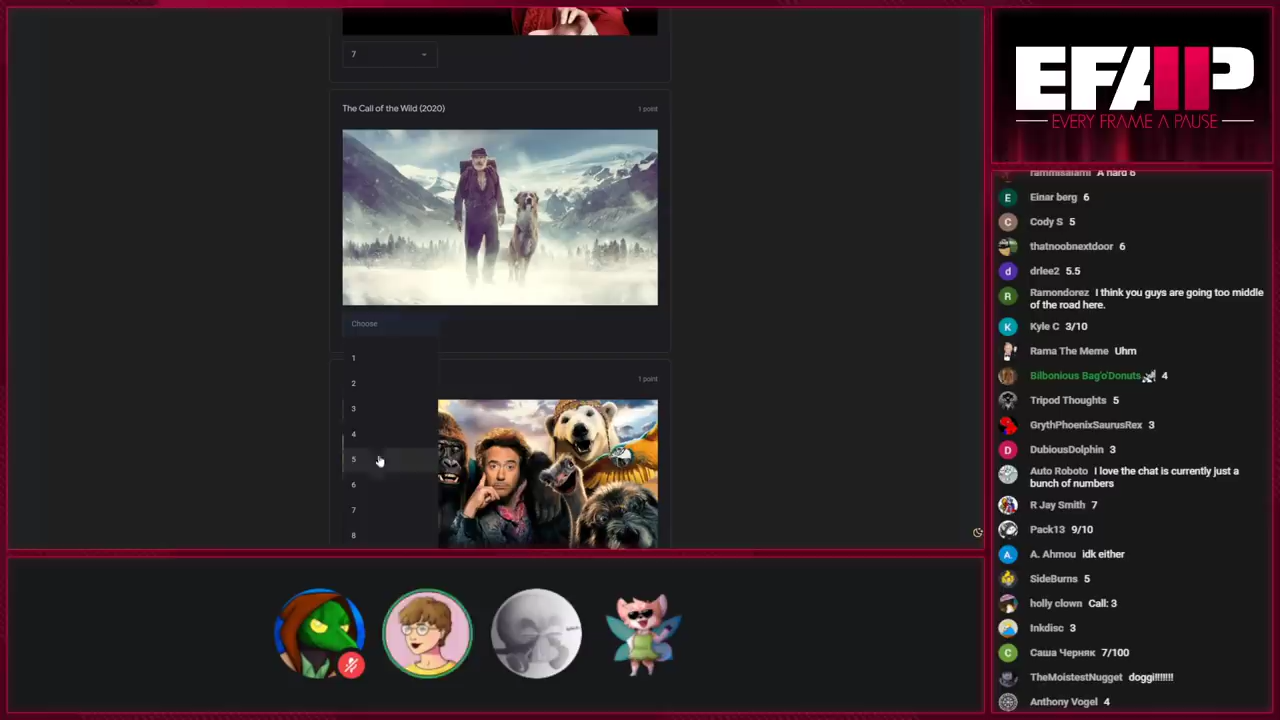 7
The Call of the Wild (2020)
1 point
Choose
1
2
3
4
5
6
7
8
1 point
EFAP
EVERY FRAME A PAUSE
rammikalami A hard 6
E Einar berg 6
C Cody S 5
thatnoobnextdoor 6
d drlee2 5.5
R Ramondorez I think you guys are going too middle
of the road here.
K Kyle C 3/10
Rama The Meme Uhm
Bilbonious Bag'o'Donuts 4
Tripod Thoughts 5
GrythPhoenixSaurusRex 3
D DubiousDolphin 3
Auto Roboto I love the chat is currently just a
bunch of numbers
R Jay Smith 7
Pack13 9/10
A. A. Ahmou idk either
SideBurns 5
holly clown Call: 3
Inkdisc 3
C Саша Черняк 7/100
TheMoistestNugget doggi!!!!!!!
Anthony Vogel 4